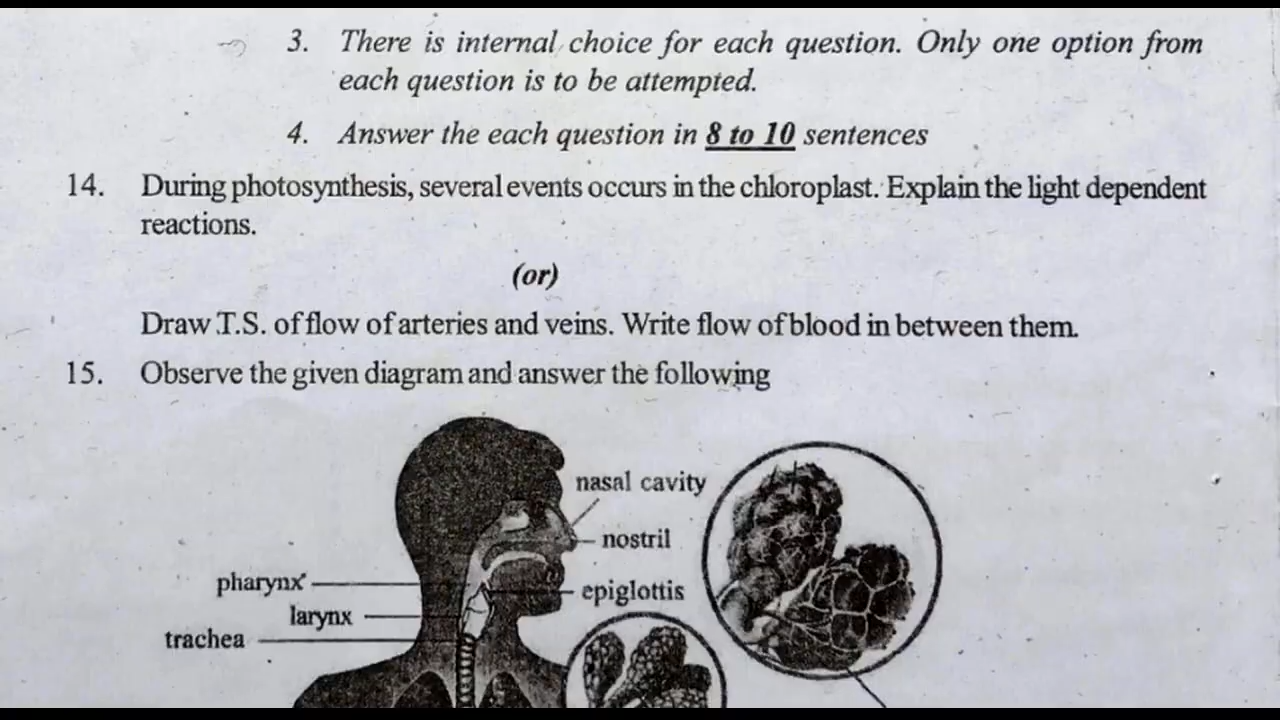 3. There is internal choice for each question. Only one option from
each question is to be attempted.
4. Answer the each question in 8 to 10 sentences
14. During photosynthesis, several events occurs in the chloroplast. Explain the light dependent
reactions.
(or)
Draw T.S. of flow of arteries and veins. Write flow of blood in between them.
15. Observe the given diagram and answer the following
nasal cavity
nostril
pharynx
epiglottis
larynx
trachea